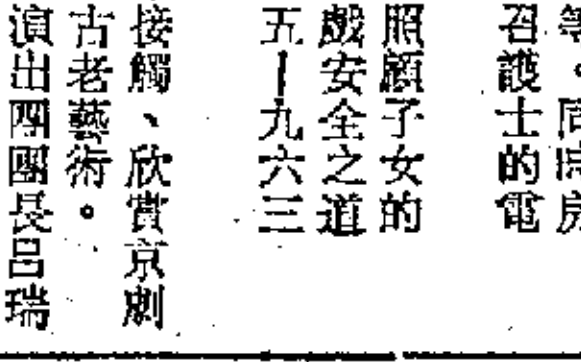 等。同時房
召護士的電
照顧子女的
戲安全之道
五｜九六三
接觸、欣賞京劇
古老藝術。
演出團團長呂瑞